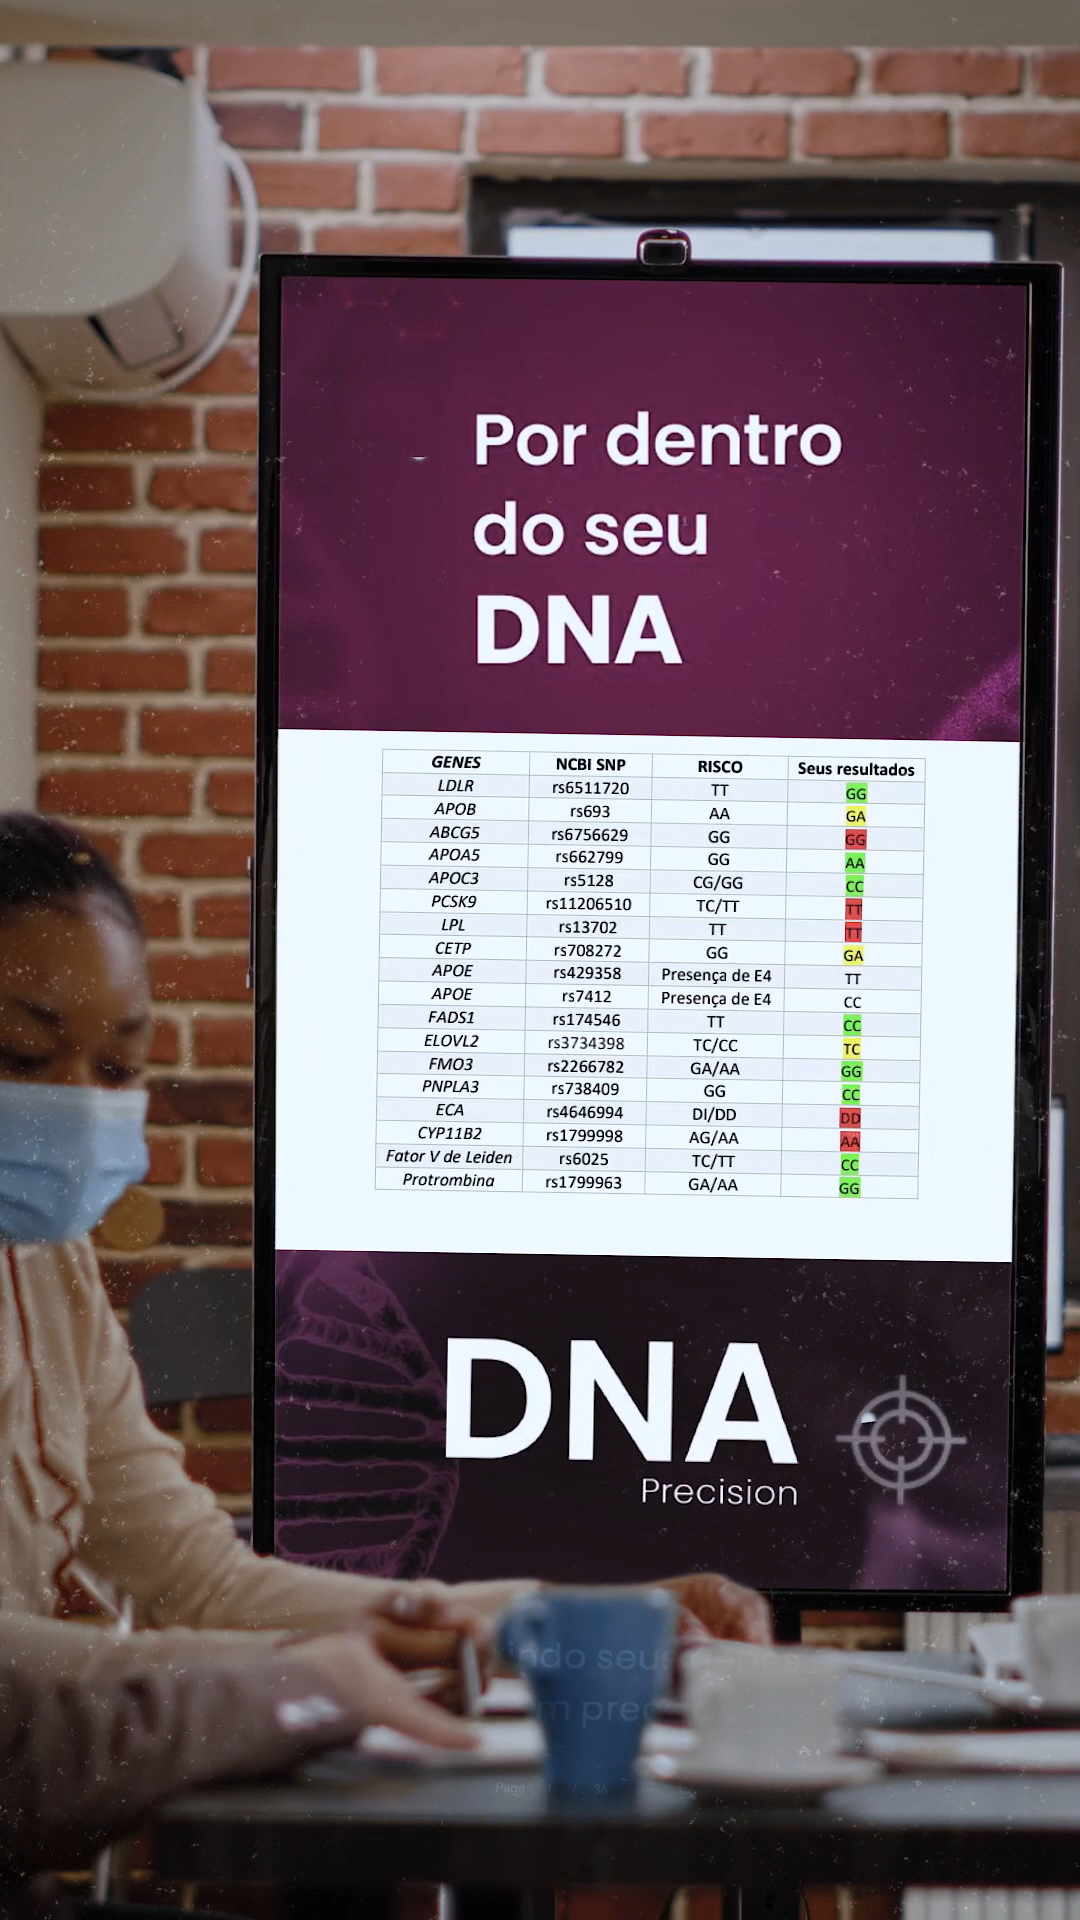 Por dentro
do seu
DNA
GENES NCBI SNP RISCO Seus resultados
LDLR rs6511720 TT GG
APOB rs693 AA GA
ABCG5 rs6756629 GG GG
APOA5 rs662799 GG AA
APOC3 rs5128 CG/GG CC
PCSK9 rs11206510 TC/TT TT
LPL rs13702 TT TT
CETP rs708272 GG GA
APOE rs429358 Presença de E4 TT
APOE rs7412 Presença de E4 CC
FADS1 rs174546 TT CC
ELOVL2 rs3734398 TC/CC TC
FMO3 rs2266782 GA/AA GG
PNPLA3 rs738409 GG CC
ECA rs4646994 DI/DD DD
CYP11B2 rs1799998 AG/AA AA
Fator V de Leiden rs6025 TC/TT CC
Protrombina rs1799963 GA/AA GG
DNA
Precision
Page 1 / 36